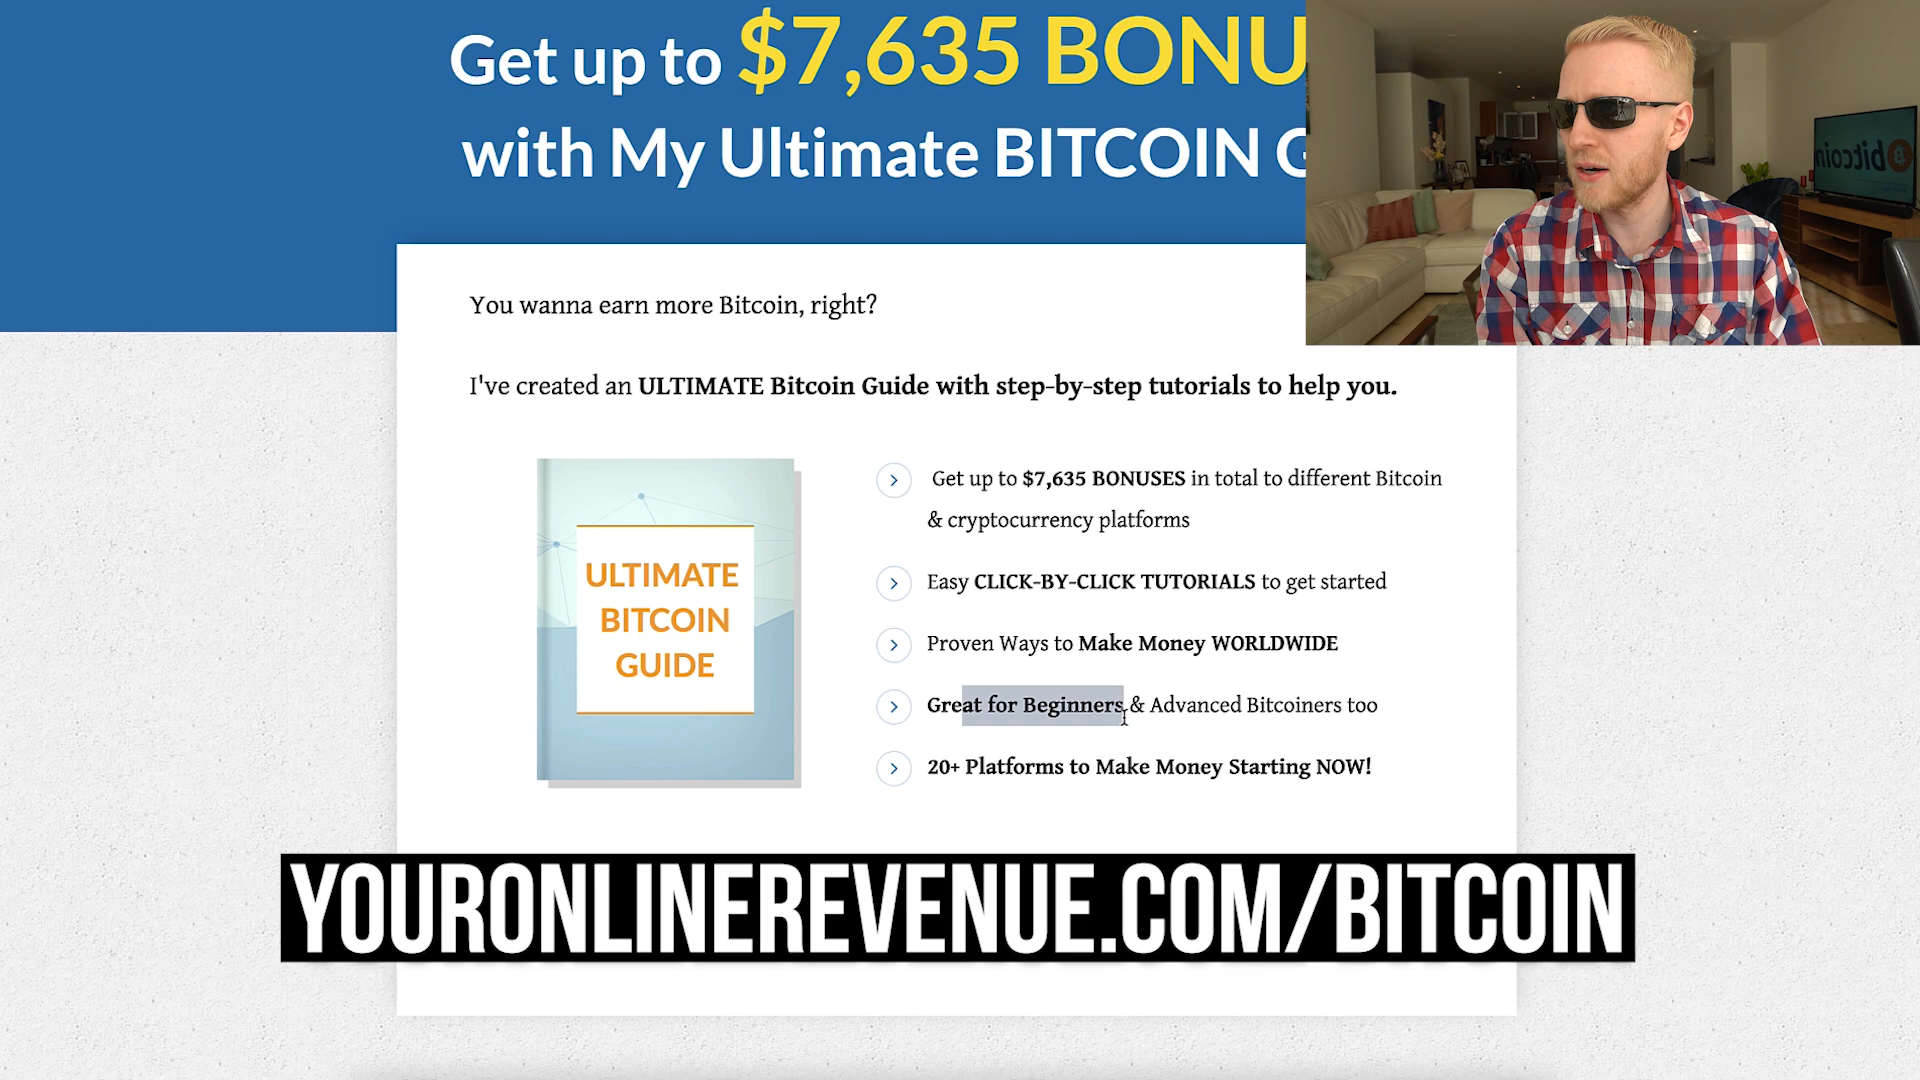 Get up to $7,635 BONU
with My Ultimate BITCOIN G
bitcoin
You wanna earn more Bitcoin, right?
I've created an ULTIMATE Bitcoin Guide with step-by-step tutorials to help you.
ULTIMATE
BITCOIN
GUIDE
Get up to $7,635 BONUSES in total to different Bitcoin
& cryptocurrency platforms
Easy CLICK-BY-CLICK TUTORIALS to get started
Proven Ways to Make Money WORLDWIDE
Great for Beginners & Advanced Bitcoiners too
20+ Platforms to Make Money Starting NOW!
YOURONLINEREVENUE.COM/BITCOIN